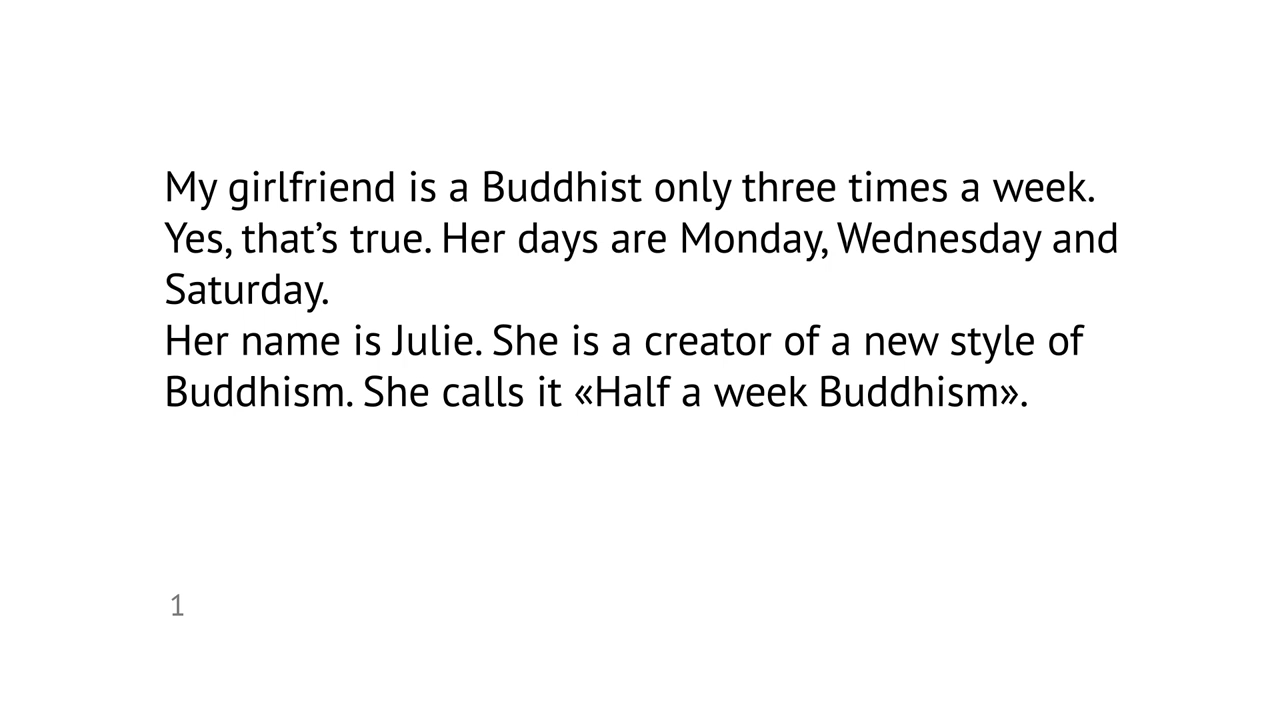 My girlfriend is a Buddhist only three times a week.
Yes, that’s true. Her days are Monday, Wednesday and
Saturday.
Her name is Julie. She is a creator of a new style of
Buddhism. She calls it «Half a week Buddhism».
1